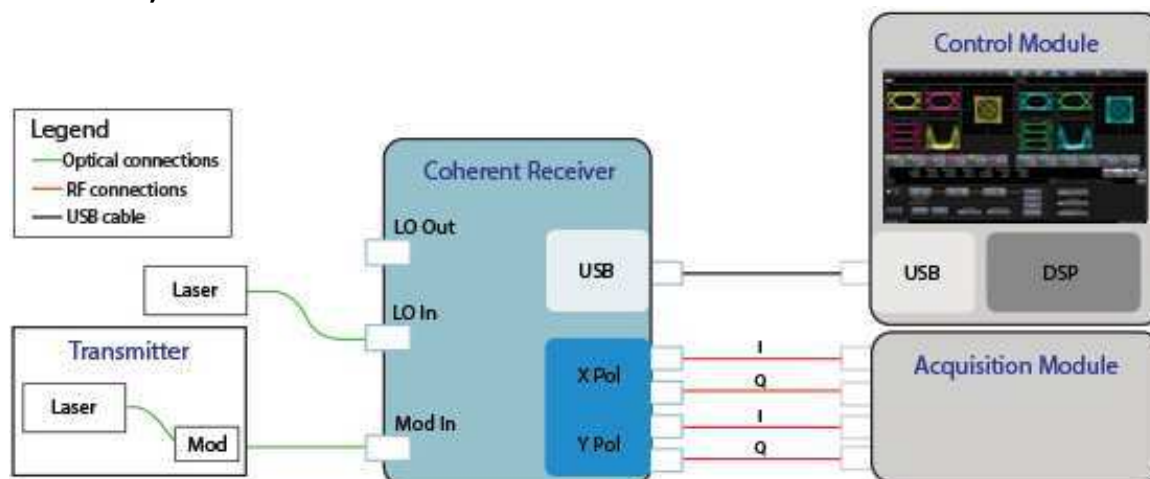 Control Module
Legend
Optical connections
RF connections
USB cable
Coherent Receiver
LO Out
USB
USB
DSP
Laser
LO In
Transmitter
Laser
Mod
Mod In
X Pol
Y Pol
I
Q
I
Q
Acquisition Module